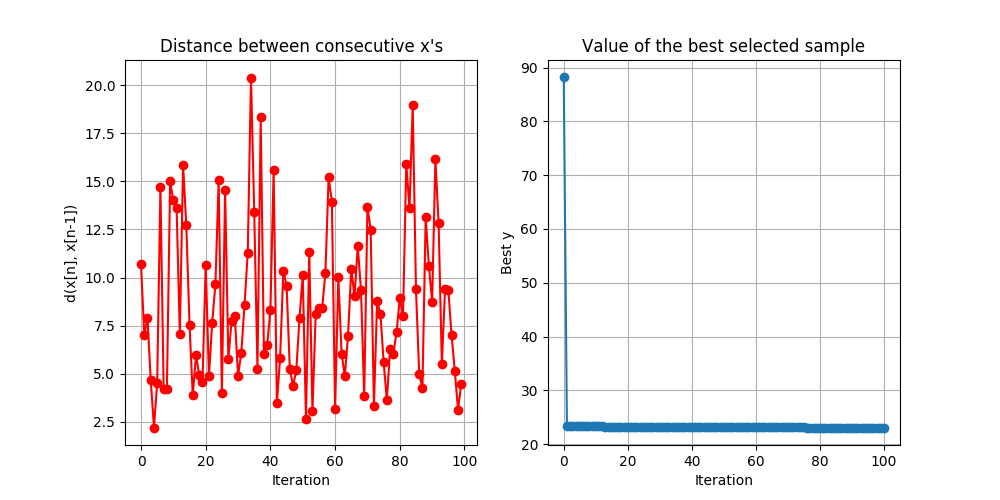 Distance between consecutive x's
20.0
17.5
15.0
12.5
10.0
7.5
5.0
2.5
d(x[n], x[n-1])
0 20 40 60 80 100
Iteration
Value of the best selected sample
90
80
70
60
50
40
30
20
Best y
0 20 40 60 80 100
Iteration